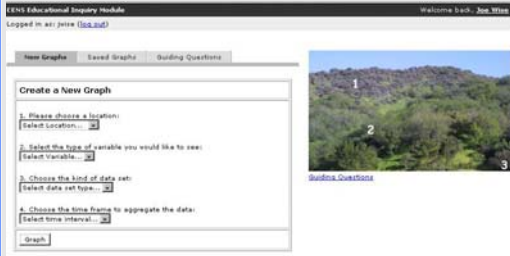 CENS Educational Inquiry Module
Welcome back, Joe Wise
Logged in as: jwise (log out)
New Graphs
Saved Graphs
Guiding Questions
Create a New Graph
1. Please choose a location:
Select Location...
2. Select the type of variable you would like to see:
Select Variable...
3. Choose the kind of data set:
Select data set type...
4. Choose the time frame to aggregate the data:
Select time interval...
Graph
1
2
3
Guiding Questions